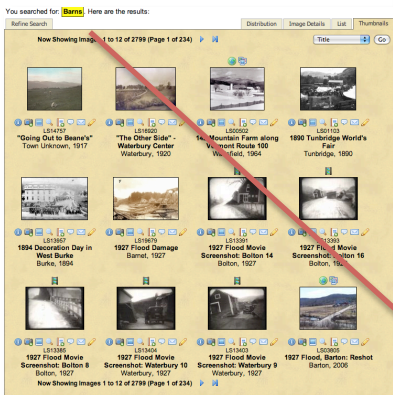 You searched for: Barns. Here are the results:
Refine Search
Distribution Image Details List Thumbnails
Now Showing Images 1 to 12 of 2799 (Page 1 of 234)
Title Go
LS14757
"Going Out to Beane's"
Town Unknown, 1917
LS16920
"The Other Side" -
Waterbury Center
Waterbury, 1920
LS00502
Mountain Farm along
Vermont Route 100
1964
LS01103
1890 Tunbridge World's
Fair
Tunbridge, 1890
LS13957
1894 Decoration Day in
West Burke
Burke, 1894
LS19679
1927 Flood Damage
Barnet, 1927
LS13391
1927 Flood Movie
Screenshot: Bolton 14
Bolton, 1927
LS13393
1927 Flood Movie
Screenshot: Bolton 16
Bolton, 1927
LS13385
1927 Flood Movie
Screenshot: Bolton 8
Bolton, 1927
LS13404
1927 Flood Movie
Screenshot: Waterbury 10
Waterbury, 1927
LS13403
1927 Flood Movie
Screenshot: Waterbury 9
Waterbury, 1927
LS03805
1927 Flood, Barton: Reshot
Barton, 2006
Now Showing Images 1 to 12 of 2799 (Page 1 of 234)